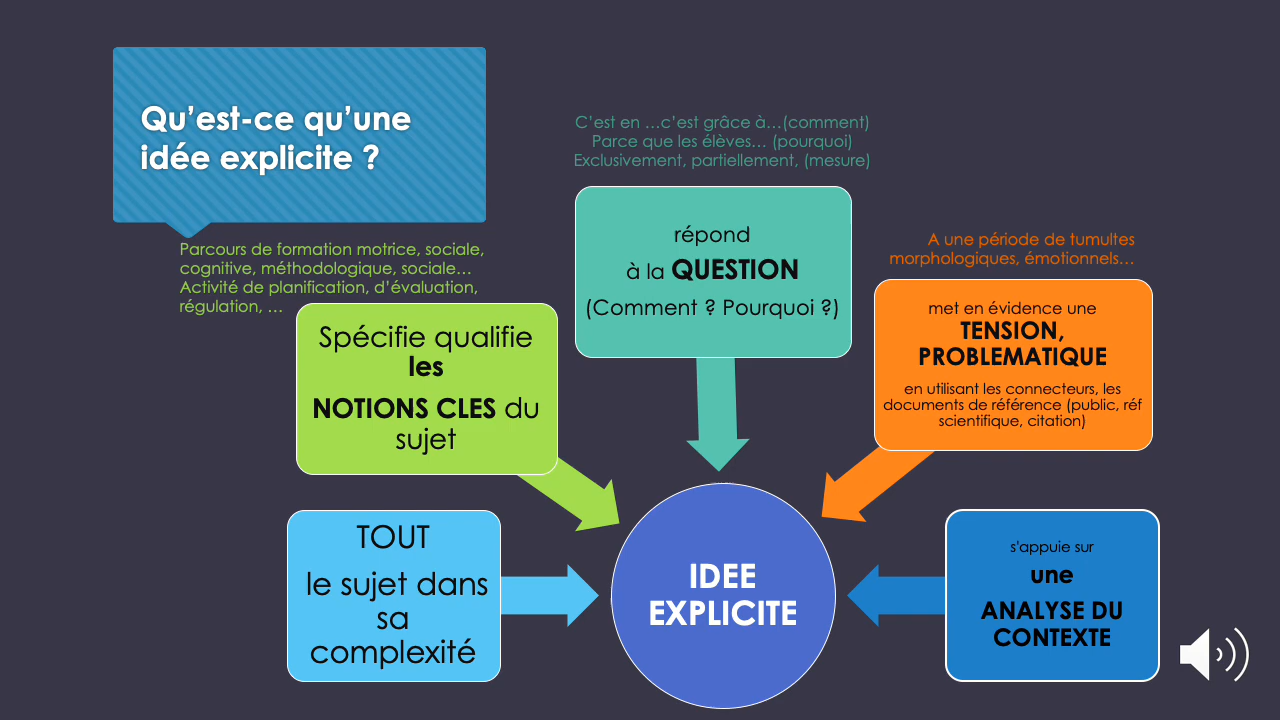 Qu’est-ce qu’une
idée explicite ?
C’est en …c’est grâce à…(comment)
Parce que les élèves… (pourquoi)
Exclusivement, partiellement, (mesure)
Parcours de formation motrice, sociale,
cognitive, méthodologique, sociale…
Activité de planification, d’évaluation,
régulation, …
A une période de tumultes
morphologiques, émotionnels…
répond
à la QUESTION
(Comment ? Pourquoi ?)
Spécifie qualifie
les
NOTIONS CLES du
sujet
met en évidence une
TENSION,
PROBLEMATIQUE
en utilisant les connecteurs, les
documents de référence (public, réf
scientifique, citation)
TOUT
le sujet dans
sa
complexité
IDEE
EXPLICITE
s'appuie sur
une
ANALYSE DU
CONTEXTE